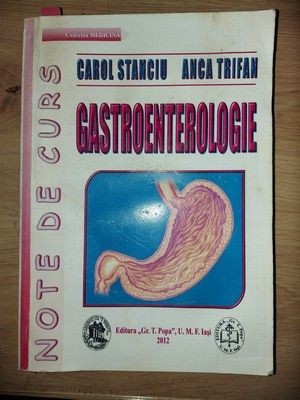 Colecția MEDICINA
CAROL STANCIU ANCA TRIFAN
GASTROENTEROLOGIE
NOTE DE CURS
Editura „Gr. T. Popa”, U. M. F. Iași
2012